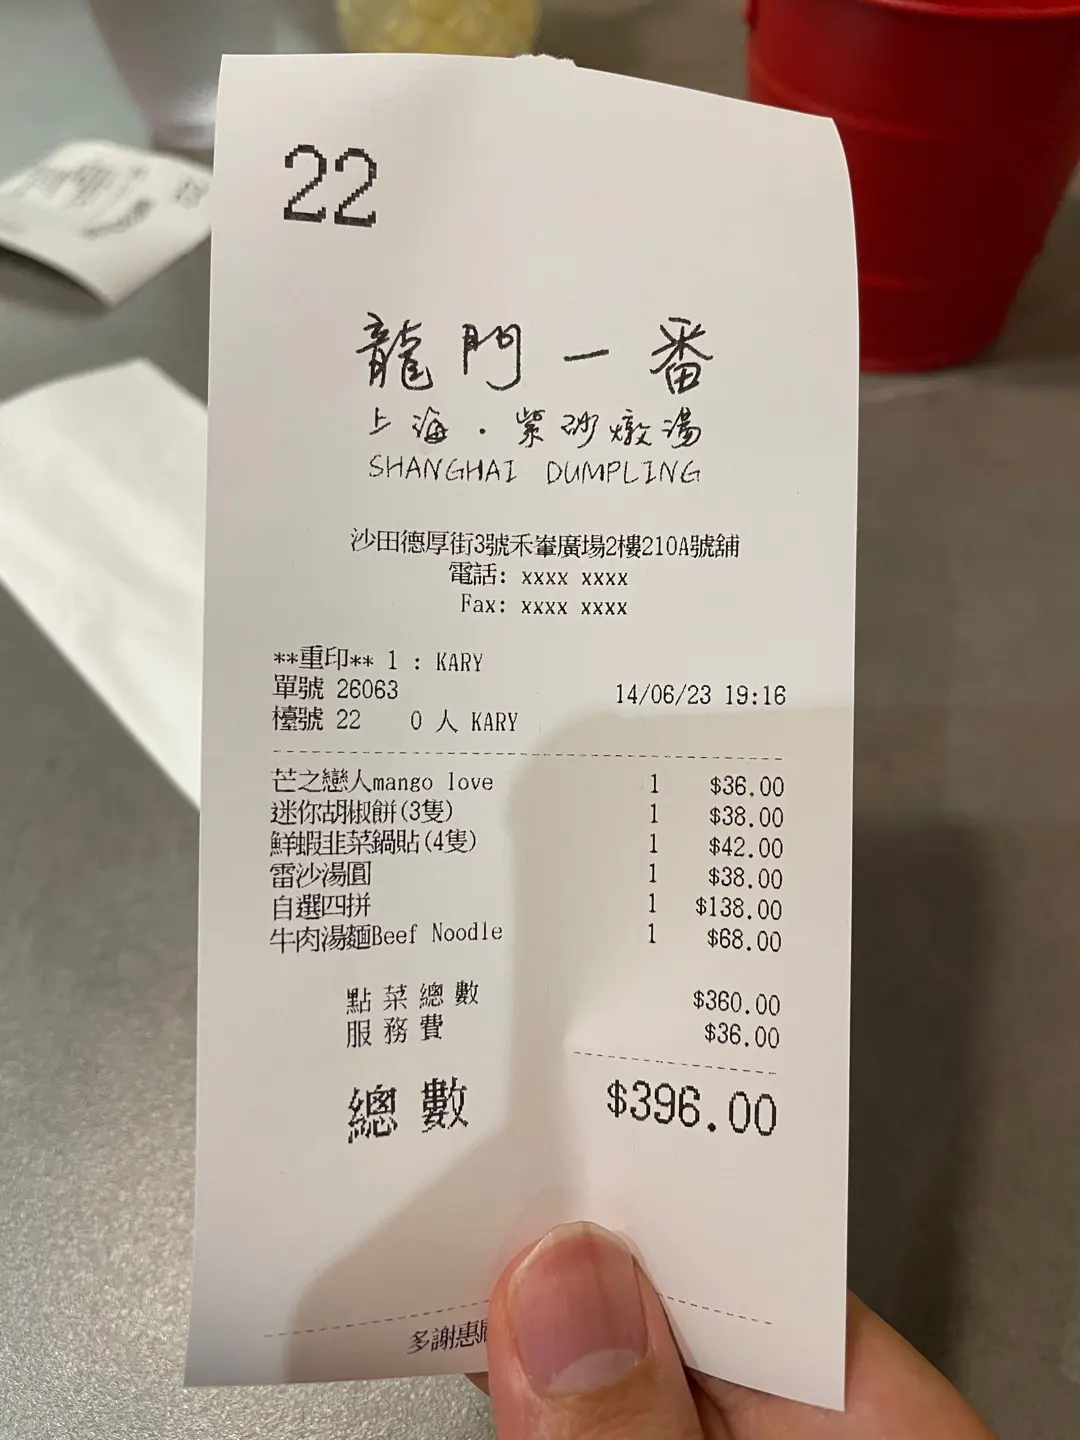 22
龍門一番
上海．紫砂燉湯
SHANGHAI DUMPLING
沙田德厚街3號禾輋廣場2樓210A號舖
電話: xxxx xxxx
Fax: xxxx xxxx
**重印** 1 : KARY
單號 26063 14/06/23 19:16
檯號 22 0 人 KARY
芒之戀人mango love 1 $36.00
迷你胡椒餅(3隻) 1 $38.00
鮮蝦韭菜鍋貼(4隻) 1 $42.00
雷沙湯圓 1 $38.00
自選四拼 1 $138.00
牛肉湯麵Beef Noodle 1 $68.00
點菜總數 $360.00
服務費 $36.00
總數 $396.00
多謝惠